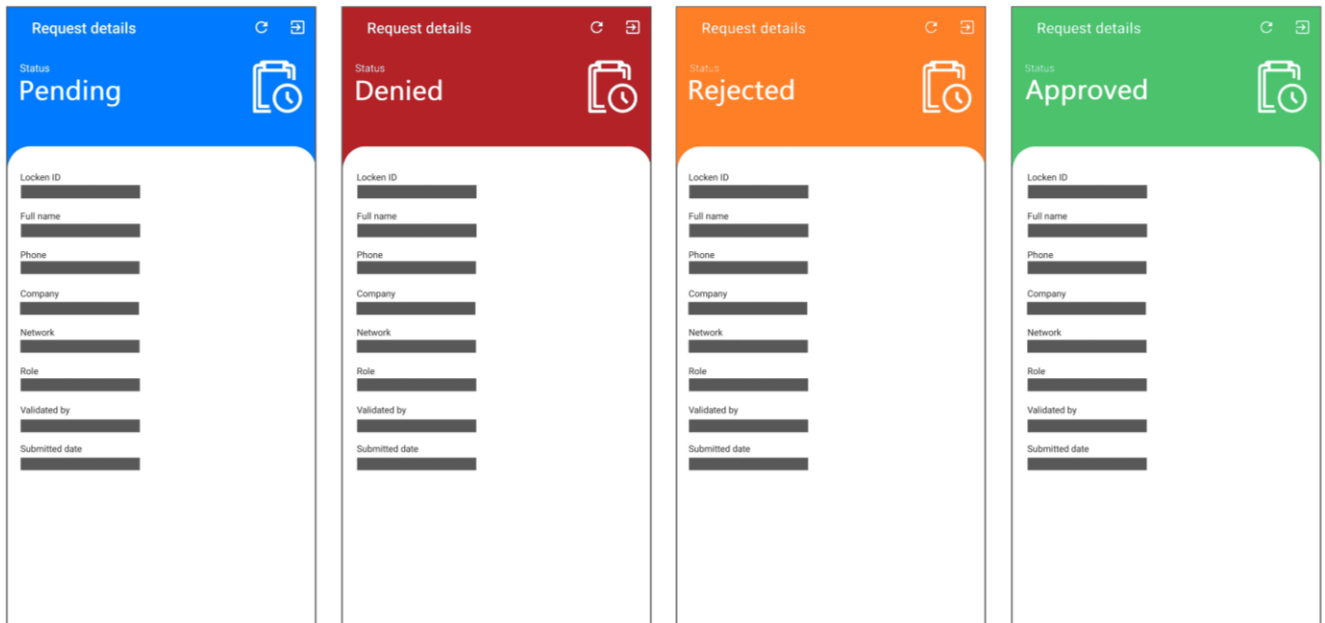 Request details
Status
Pending
Locken ID
Full name
Phone
Company
Network
Role
Validated by
Submitted date
Request details
Status
Denied
Locken ID
Full name
Phone
Company
Network
Role
Validated by
Submitted date
Request details
Status
Rejected
Locken ID
Full name
Phone
Company
Network
Role
Validated by
Submitted date
Request details
Status
Approved
Locken ID
Full name
Phone
Company
Network
Role
Validated by
Submitted date